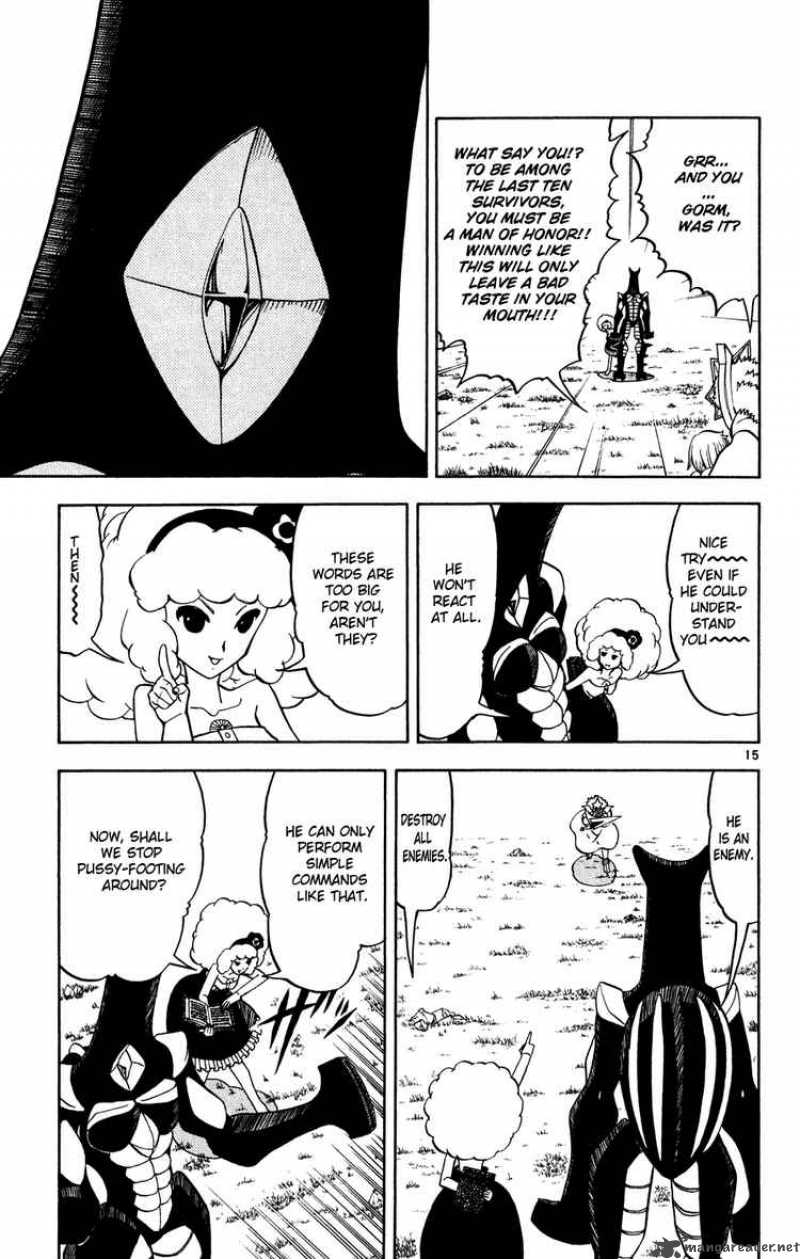 GRR...
AND YOU
...
GORM,
WAS IT?
WHAT SAY YOU!?
TO BE AMONG
THE LAST TEN
SURVIVORS,
YOU MUST BE
A MAN OF HONOR!!
WINNING LIKE
THIS WILL ONLY
LEAVE A BAD
TASTE IN YOUR
MOUTH!!!
NICE
TRY~~~~
EVEN IF
HE COULD
UNDER-
STAND
YOU~~~~
HE
WON'T
REACT
AT ALL.
THESE
WORDS ARE
TOO BIG
FOR YOU,
AREN'T
THEY?
THEN~~~~
15
HE
IS AN
ENEMY.
DESTROY
ALL
ENEMIES.
HE CAN ONLY
PERFORM
SIMPLE
COMMANDS
LIKE THAT.
NOW, SHALL
WE STOP
PUSSY-FOOTING
AROUND?
mangareader.net